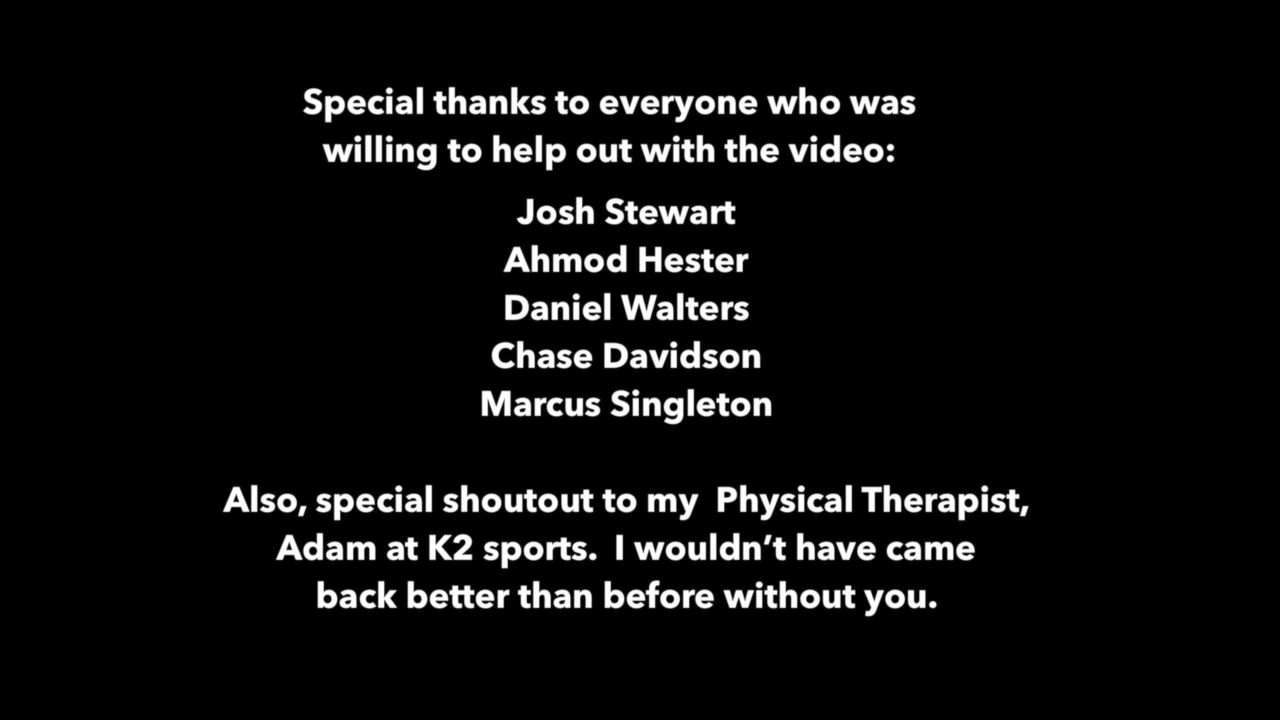 Special thanks to everyone who was
willing to help out with the video:
Josh Stewart
Ahmod Hester
Daniel Walters
Chase Davidson
Marcus Singleton
Also, special shoutout to my  Physical Therapist,
Adam at K2 sports.  I wouldn’t have came
back better than before without you.